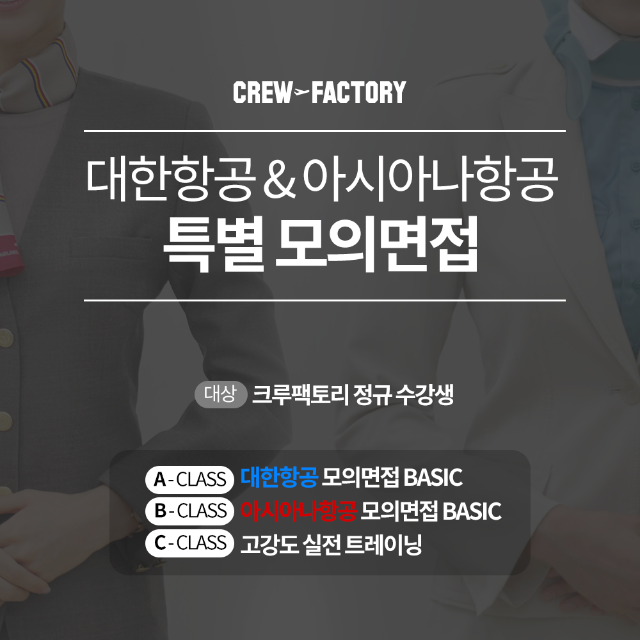 CREW FACTORY
대한항공 & 아시아나항공
특별 모의면접
대상 크루팩토리 정규 수강생
A - CLASS 대한항공 모의면접 BASIC
B - CLASS 아시아나항공 모의면접 BASIC
C - CLASS 고강도 실전 트레이닝